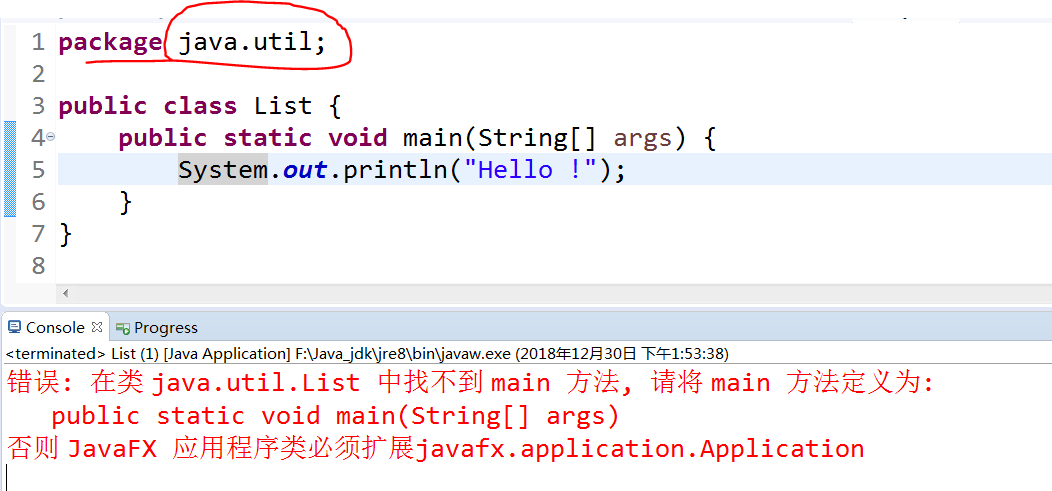 1 package java.util;
2
3 public class List {
4 public static void main(String[] args) {
5 System.out.println("Hello !");
6 }
7 }
8
Console Progress
<terminated> List (1) [Java Application] F:\Java_jdk\jre8\bin\javaw.exe (2018年12月30日 下午1:53:38)
错误: 在类 java.util.List 中找不到 main 方法, 请将 main 方法定义为:
public static void main(String[] args)
否则 JavaFX 应用程序类必须扩展javafx.application.Application